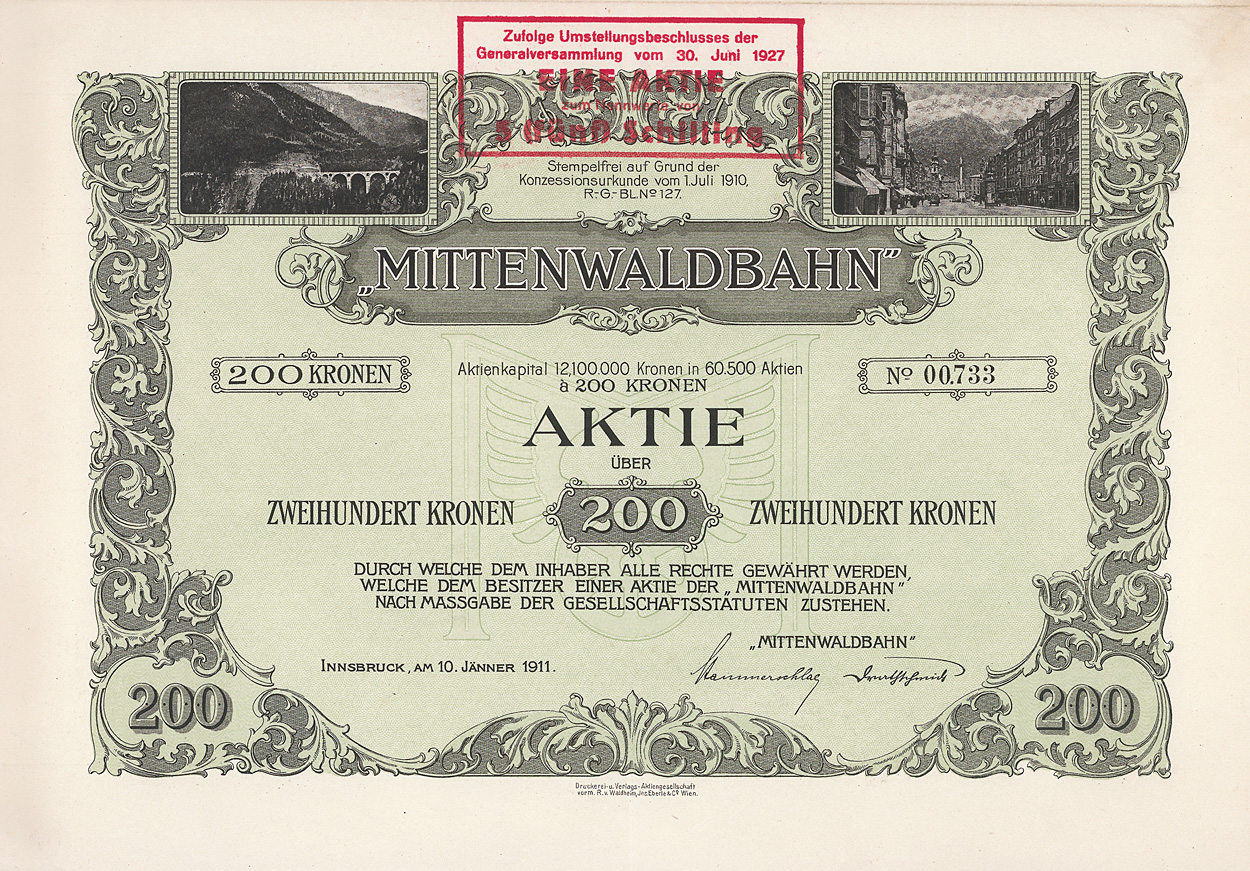 Zufolge Umstellungsbeschlusses der
Generalversammlung vom 30. Juni 1927
EINE AKTIE
zum Nennwerte von
5 (fünf) Schilling
Stempelfrei auf Grund der
Konzessionsurkunde vom 1. Juli 1910,
R.-G.-BL. No 127.
„MITTENWALDBAHN"
200 KRONEN
Aktienkapital 12,100.000 Kronen in 60.500 Aktien
à 200 KRONEN
No 00.733
AKTIE
ÜBER
ZWEIHUNDERT KRONEN 200 ZWEIHUNDERT KRONEN
DURCH WELCHE DEM INHABER ALLE RECHTE GEWÄHRT WERDEN,
WELCHE DEM BESITZER EINER AKTIE DER „MITTENWALDBAHN"
NACH MASSGABE DER GESELLSCHAFTSSTATUTEN ZUSTEHEN.
„MITTENWALDBAHN"
INNSBRUCK, AM 10. JÄNNER 1911.
200
200
Druckerei- u. Verlags-Aktiengesellschaft
vorm. R. v. Waldheim, Jos. Eberle & Co Wien.